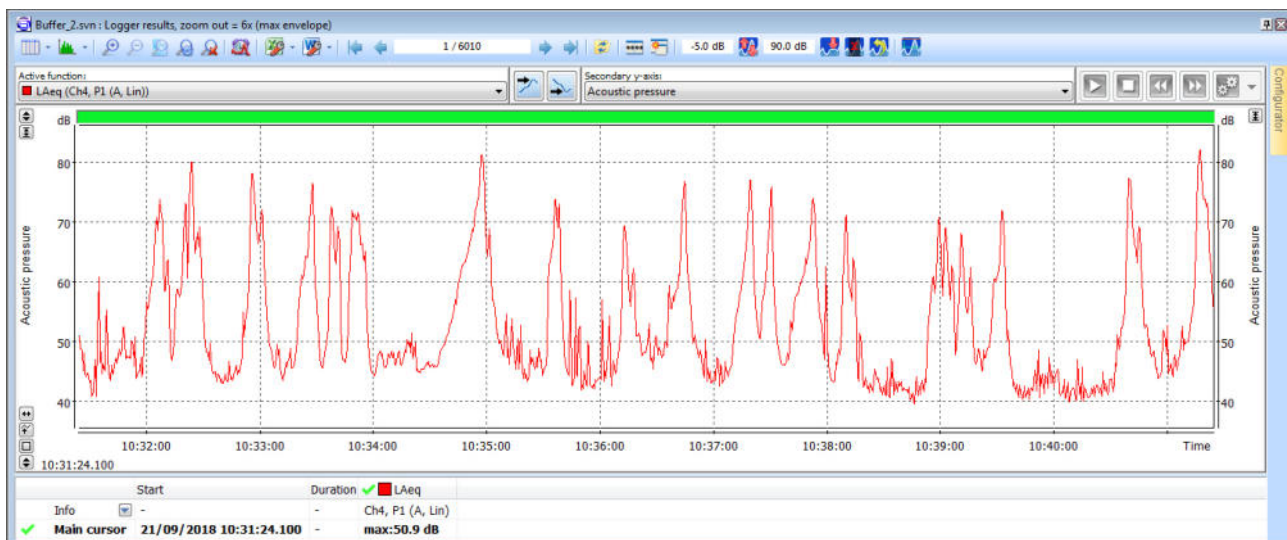 Buffer_2.svn : Logger results, zoom out = 6x (max envelope)
1 / 6010 -5.0 dB 90.0 dB
Active function: Secondary y-axis:
LAeq (Ch4, P1 (A, Lin)) Acoustic pressure
Configurator
dB dB
80 80
70 70
60 60
50 50
40 40
Acoustic pressure Acoustic pressure
10:32:00 10:33:00 10:34:00 10:35:00 10:36:00 10:37:00 10:38:00 10:39:00 10:40:00 Time
10:31:24.100
Start Duration LAeq
Info - - Ch4, P1 (A, Lin)
Main cursor 21/09/2018 10:31:24.100 - max:50.9 dB